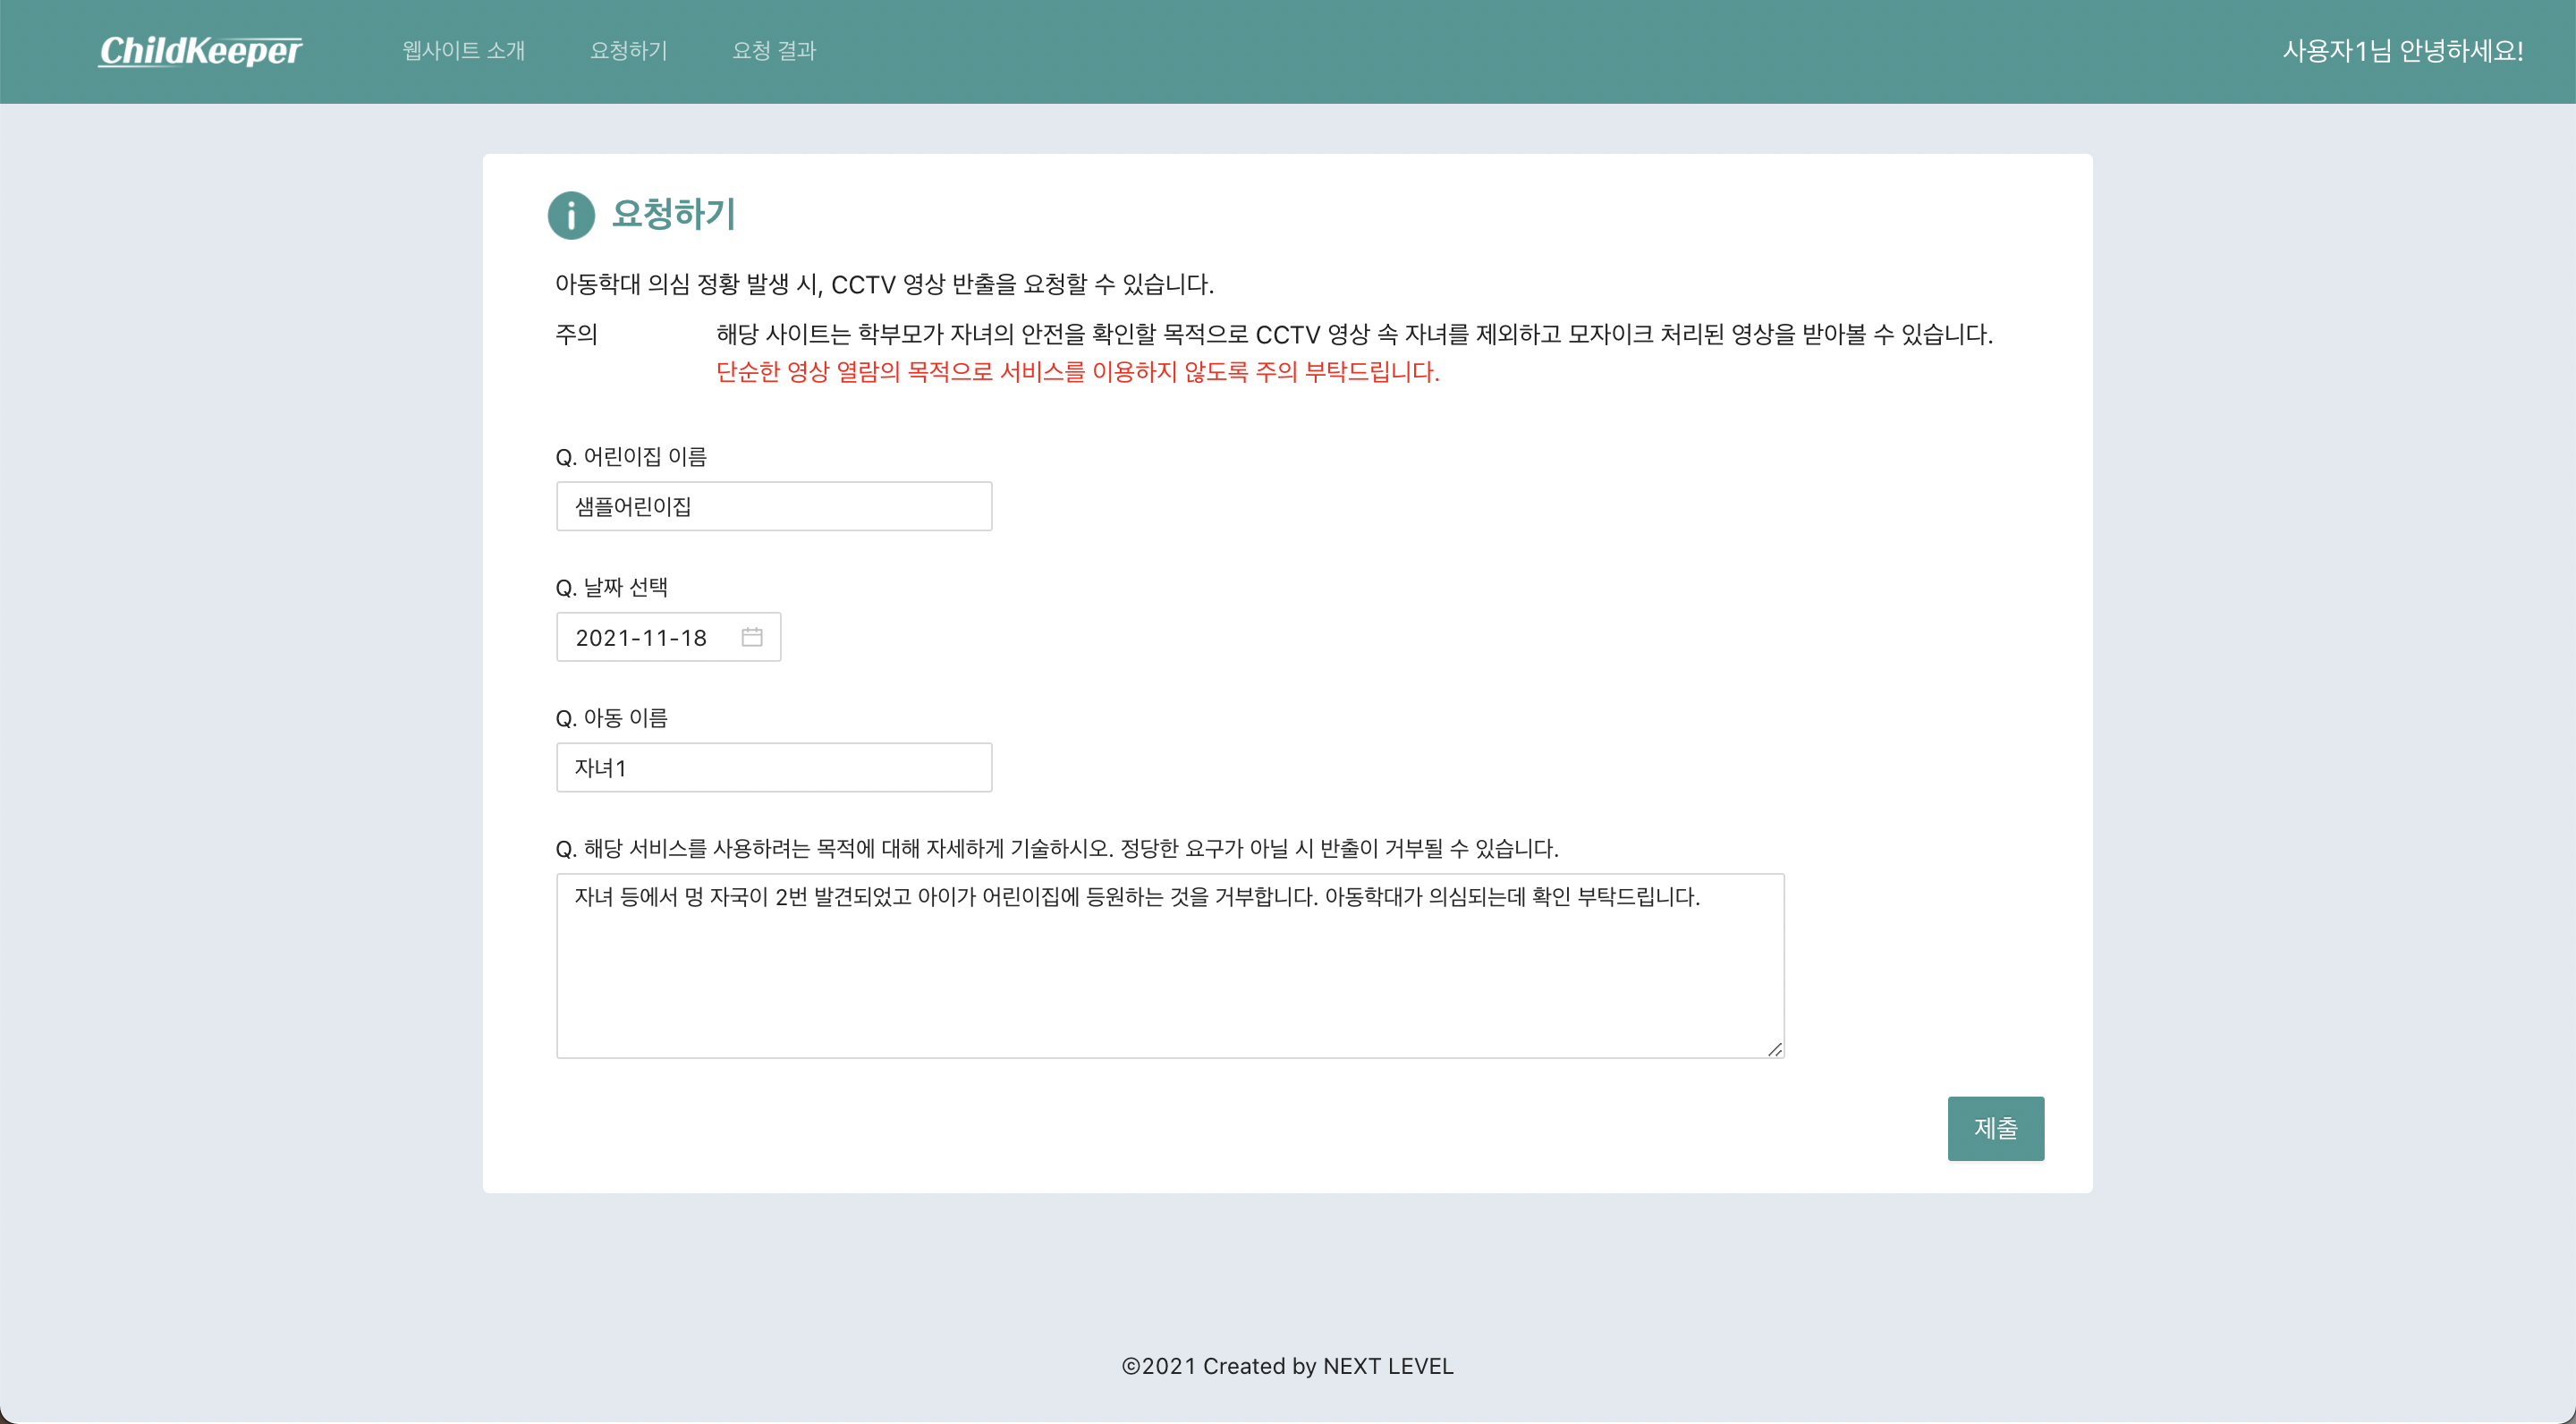 ChildKeeper
웹사이트 소개
요청하기
요청 결과
사용자1님 안녕하세요!
요청하기
아동학대 의심 정황 발생 시, CCTV 영상 반출을 요청할 수 있습니다.
주의
해당 사이트는 학부모가 자녀의 안전을 확인할 목적으로 CCTV 영상 속 자녀를 제외하고 모자이크 처리된 영상을 받아볼 수 있습니다.
단순한 영상 열람의 목적으로 서비스를 이용하지 않도록 주의 부탁드립니다.
Q. 어린이집 이름
샘플어린이집
Q. 날짜 선택
2021-11-18
Q. 아동 이름
자녀1
Q. 해당 서비스를 사용하려는 목적에 대해 자세하게 기술하시오. 정당한 요구가 아닐 시 반출이 거부될 수 있습니다.
자녀 등에서 멍 자국이 2번 발견되었고 아이가 어린이집에 등원하는 것을 거부합니다. 아동학대가 의심되는데 확인 부탁드립니다.
제출
©2021 Created by NEXT LEVEL